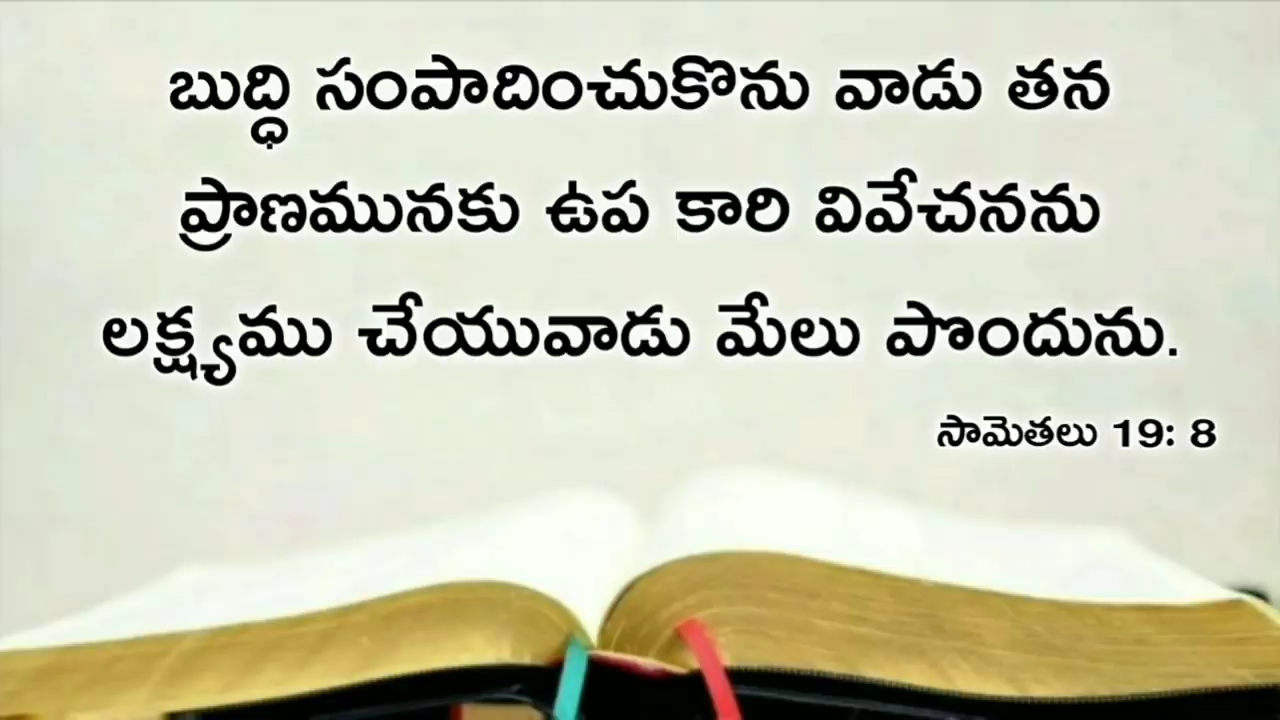 బుద్ధి సంపాదించుకొను వాడు తన
ప్రాణమునకు ఉప కారి వివేచనను
లక్ష్యము చేయువాడు మేలు పొందును.
సామెతలు 19: 8